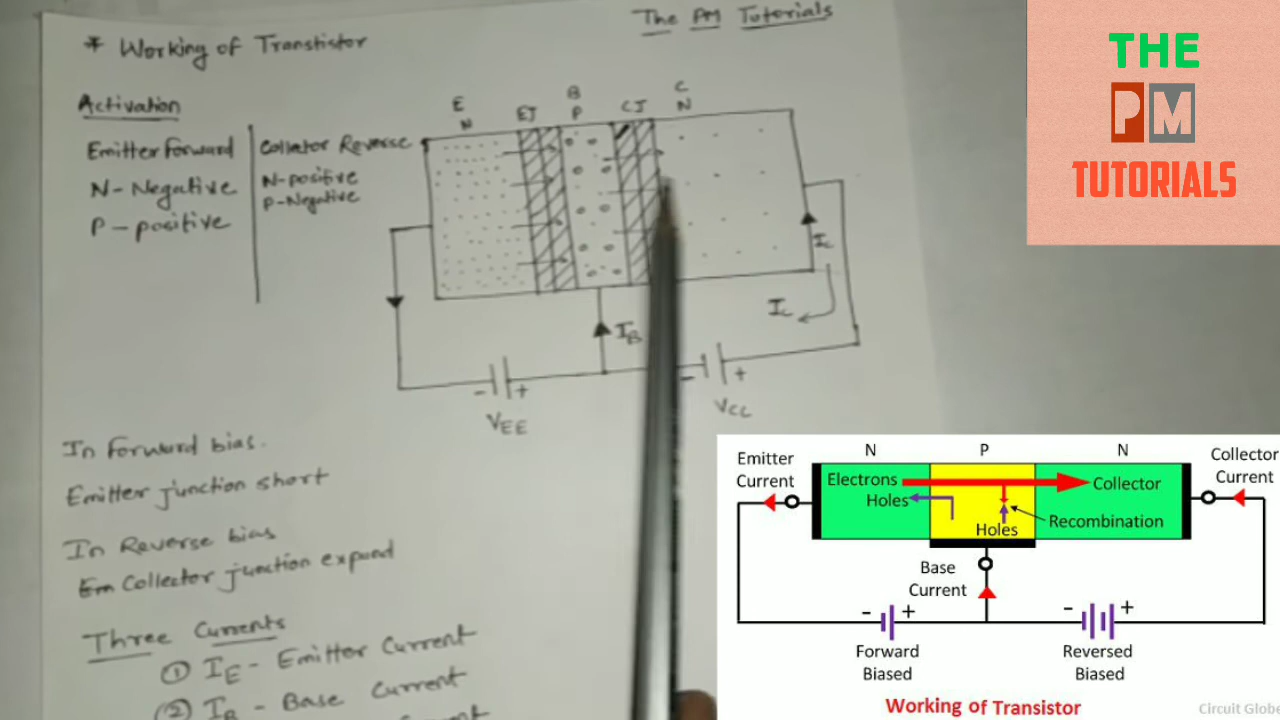 * Working of Transtistor
The PM Tutorials
THE
PM
TUTORIALS
Activation
Emitter Forward
N- Negative
P - positive
Collector Reverse
N-positive
P-Negative
E
N
EJ
B
P
CJ
C
N
IC
IC
IB
- +
VEE
- +
VCC
In forward bias.
Emitter junction short
In Reverse bias
Em Collector junction expand
Three Currents
① IE - Emitter Current
② IB - Base Current
N P N
Emitter
Current
Collector
Current
Electrons
Holes
Collector
Recombination
Holes
Base
Current
- +
- +
Forward
Biased
Reversed
Biased
Working of Transistor
Circuit Globe